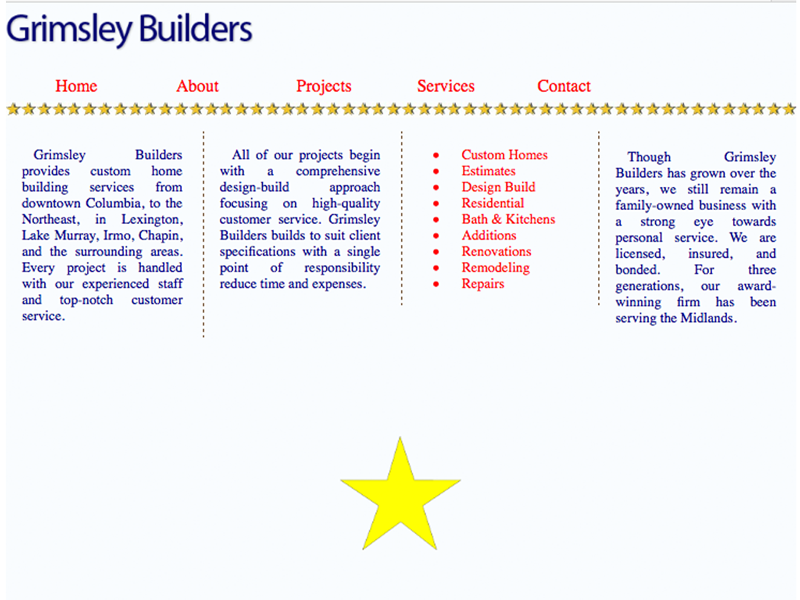 Grimsley Builders
Home About Projects Services Contact
Grimsley Builders
provides custom home
building services from
downtown Columbia, to the
Northeast, in Lexington,
Lake Murray, Irmo, Chapin,
and the surrounding areas.
Every project is handled
with our experienced staff
and top-notch customer
service.
All of our projects begin
with a comprehensive
design-build approach
focusing on high-quality
customer service. Grimsley
Builders builds to suit client
specifications with a single
point of responsibility
reduce time and expenses.
Custom Homes
Estimates
Design Build
Residential
Bath & Kitchens
Additions
Renovations
Remodeling
Repairs
Though Grimsley
Builders has grown over the
years, we still remain a
family-owned business with
a strong eye towards
personal service. We are
licensed, insured, and
bonded. For three
generations, our award-
winning firm has been
serving the Midlands.